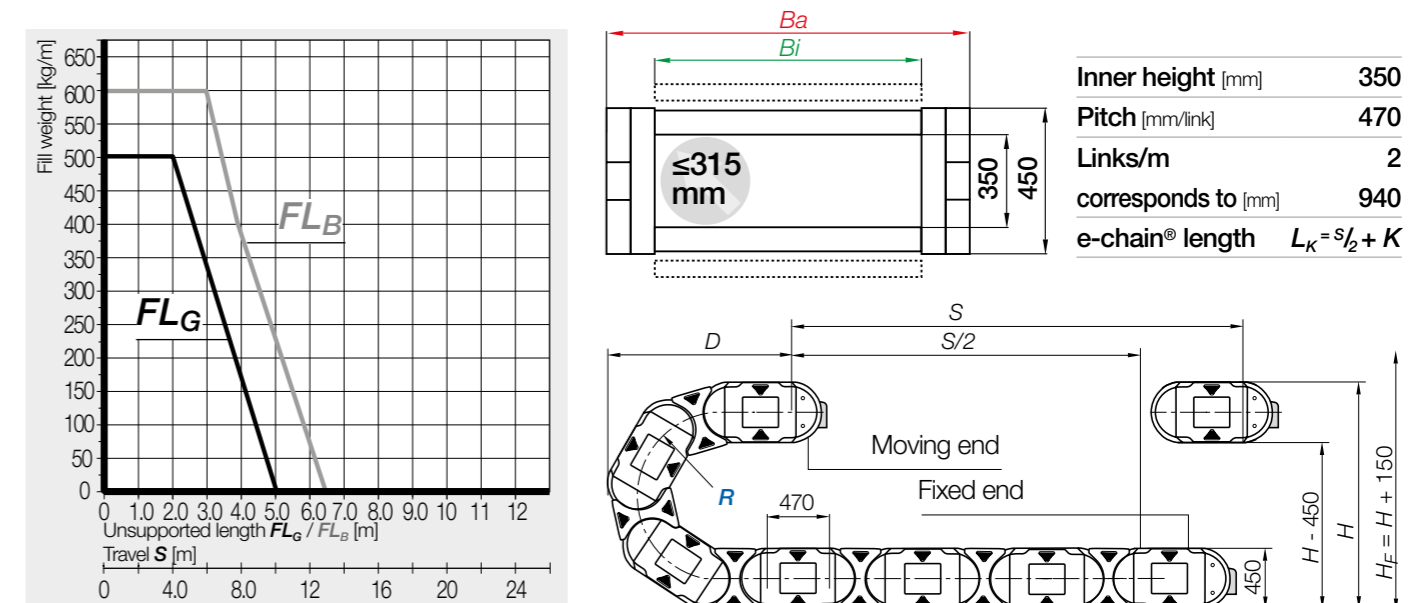 Fill weight [kg/m]
650
600
550
500
450
400
350
300
250
200
150
100
50
0
FLB
FLG
0 1.0 2.0 3.0 4.0 5.0 6.0 7.0 8.0 9.0 10 11 12
Unsupported length FLG / FLB [m]
Travel S [m]
0 4.0 8.0 12 16 20 24
Ba
Bi
≤315
mm
350
450
Inner height [mm] 350
Pitch [mm/link] 470
Links/m 2
corresponds to [mm] 940
e-chain® length LK = S/2 + K
S
D
S/2
Moving end
R
Fixed end
470
450
H - 450
H
HF = H + 150